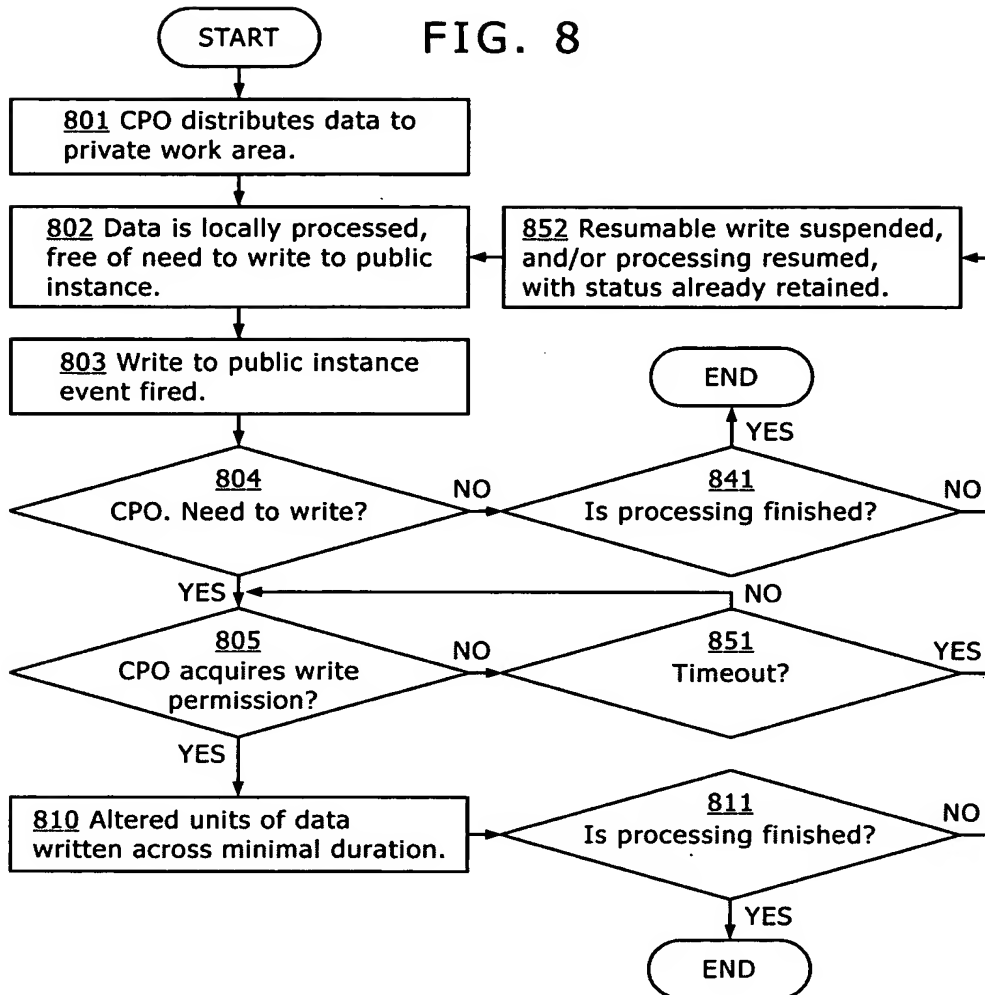 START
FIG. 8
801 CPO distributes data to
private work area.
802 Data is locally processed,
free of need to write to public
instance.
852 Resumable write suspended,
and/or processing resumed,
with status already retained.
803 Write to public instance
event fired.
END
YES
804
CPO. Need to write?
NO
841
Is processing finished?
NO
YES
NO
805
CPO acquires write
permission?
NO
851
Timeout?
YES
YES
810 Altered units of data
written across minimal duration.
811
Is processing finished?
NO
YES
END